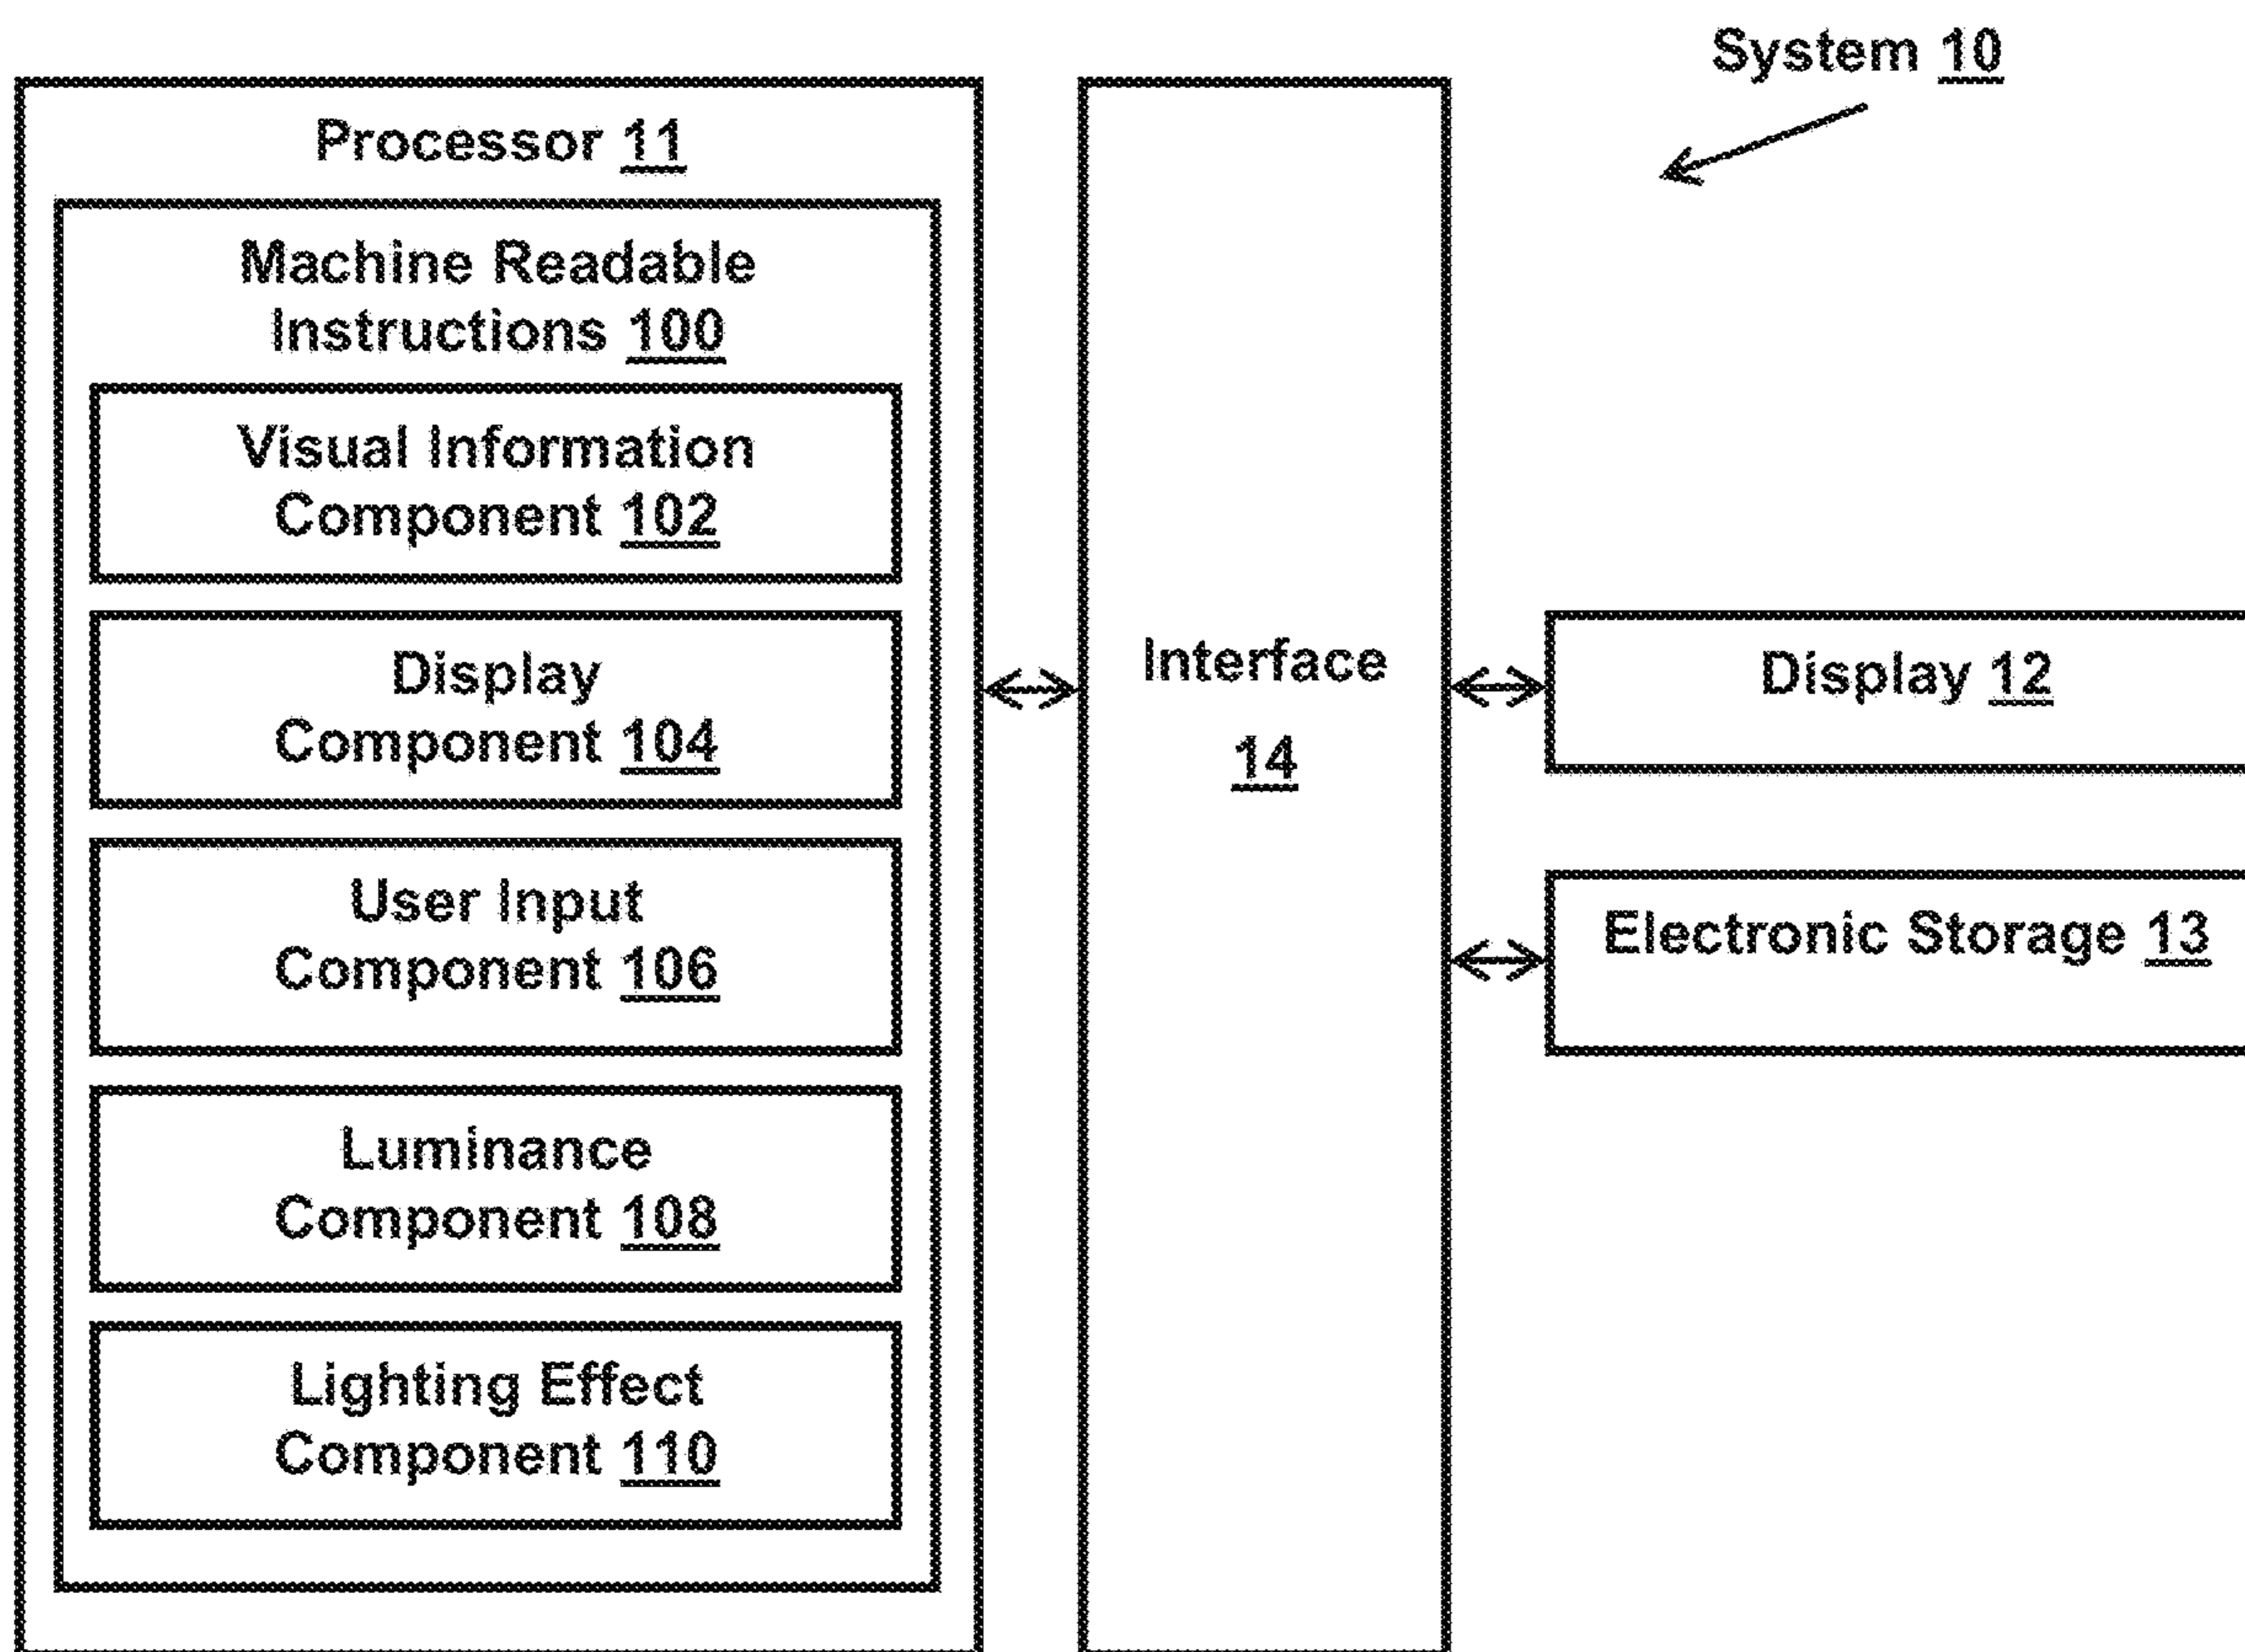 System 10
Processor 11
Machine Readable
Instructions 100
Visual Information
Component 102
Display
Component 104
User Input
Component 106
Luminance
Component 108
Lighting Effect
Component 110
Interface
14
Display 12
Electronic Storage 13